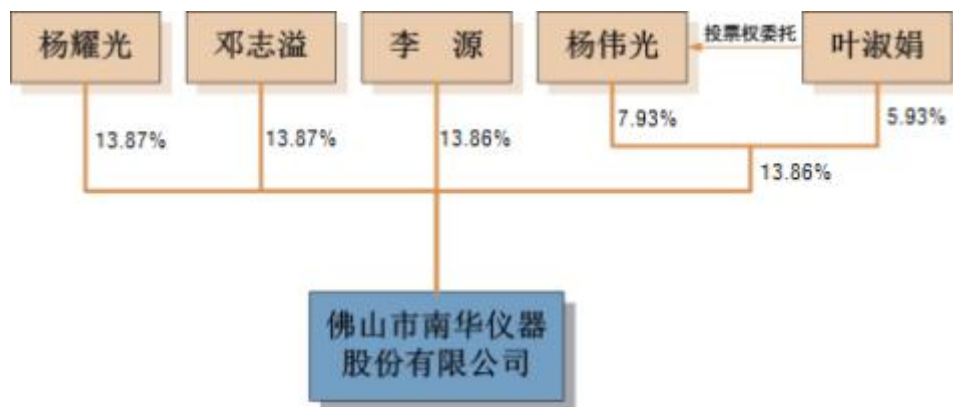 杨耀光
邓志溢
李 源
杨伟光
投票权委托
叶淑娟
13.87%
13.87%
13.86%
7.93%
5.93%
13.86%
佛山市南华仪器
股份有限公司